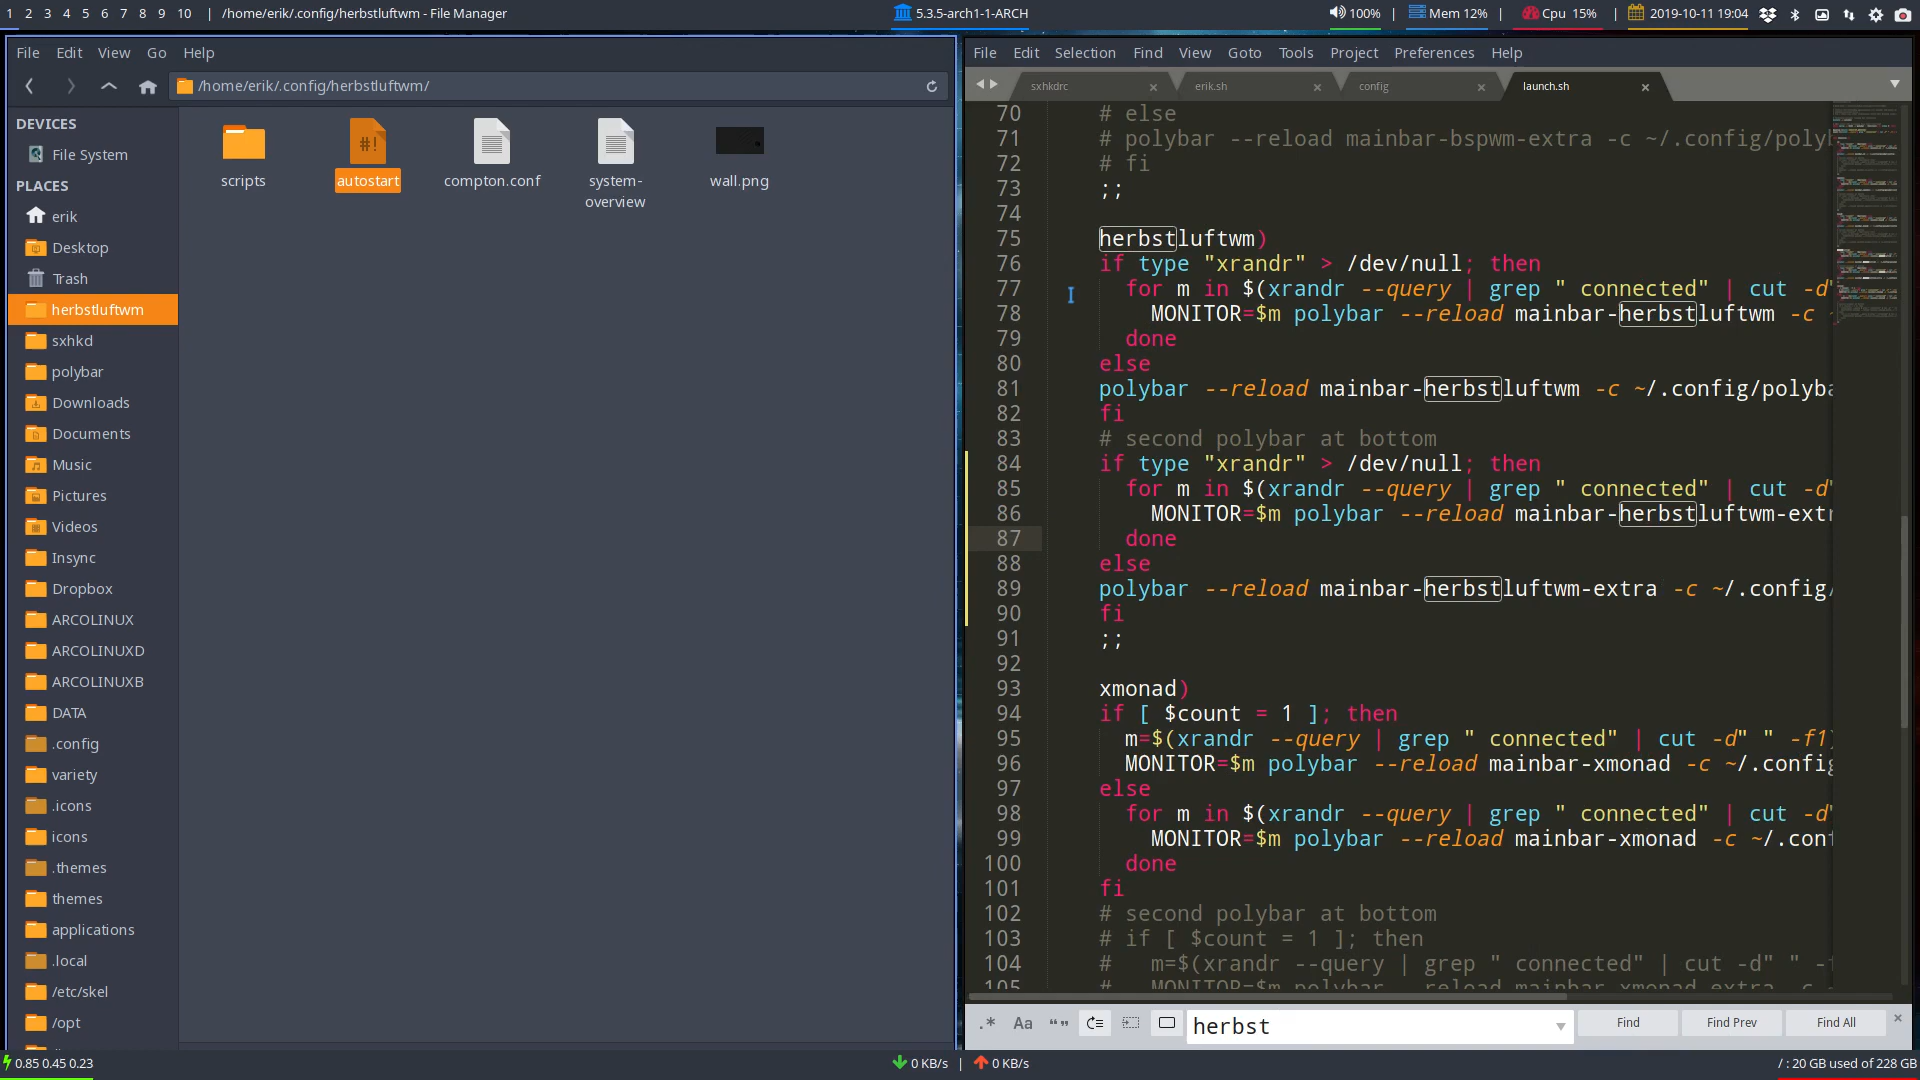 1 2 3 4 5 6 7 8 9 10 | /home/erik/.config/herbstluftwm - File Manager
5.3.5-arch1-1-ARCH
100% | Mem 12% | Cpu 15% | 2019-10-11 19:04
File Edit View Go Help
/home/erik/.config/herbstluftwm/
DEVICES
File System
PLACES
erik
Desktop
Trash
herbstluftwm
sxhkd
polybar
Downloads
Documents
Music
Pictures
Videos
Insync
Dropbox
ARCOLINUX
ARCOLINUXD
ARCOLINUXB
DATA
.config
variety
.icons
icons
.themes
themes
applications
.local
/etc/skel
/opt
scripts
#!
autostart
compton.conf
system-
overview
wall.png
File Edit Selection Find View Goto Tools Project Preferences Help
sxhkdrc erik.sh config launch.sh
70 # else
71 # polybar --reload mainbar-bspwm-extra -c ~/.config/polyb
72 # fi
73 ;;
74
75 herbstluftwm)
76 if type "xrandr" > /dev/null; then
77 for m in $(xrandr --query | grep " connected" | cut -d"
78 MONITOR=$m polybar --reload mainbar-herbstluftwm -c ~
79 done
80 else
81 polybar --reload mainbar-herbstluftwm -c ~/.config/polyba
82 fi
83 # second polybar at bottom
84 if type "xrandr" > /dev/null; then
85 for m in $(xrandr --query | grep " connected" | cut -d"
86 MONITOR=$m polybar --reload mainbar-herbstluftwm-extr
87 done
88 else
89 polybar --reload mainbar-herbstluftwm-extra -c ~/.config/
90 fi
91 ;;
92
93 xmonad)
94 if [ $count = 1 ]; then
95 m=$(xrandr --query | grep " connected" | cut -d" " -f1)
96 MONITOR=$m polybar --reload mainbar-xmonad -c ~/.config
97 else
98 for m in $(xrandr --query | grep " connected" | cut -d"
99 MONITOR=$m polybar --reload mainbar-xmonad -c ~/.conf
100 done
101 fi
102 # second polybar at bottom
103 # if [ $count = 1 ]; then
104 # m=$(xrandr --query | grep " connected" | cut -d" " -f
105 # MONITOR=$m polybar --reload mainbar-xmonad-extra -c
.* Aa “” herbst Find Find Prev Find All
0.85 0.45 0.23
0 KB/s | 0 KB/s
/ : 20 GB used of 228 GB